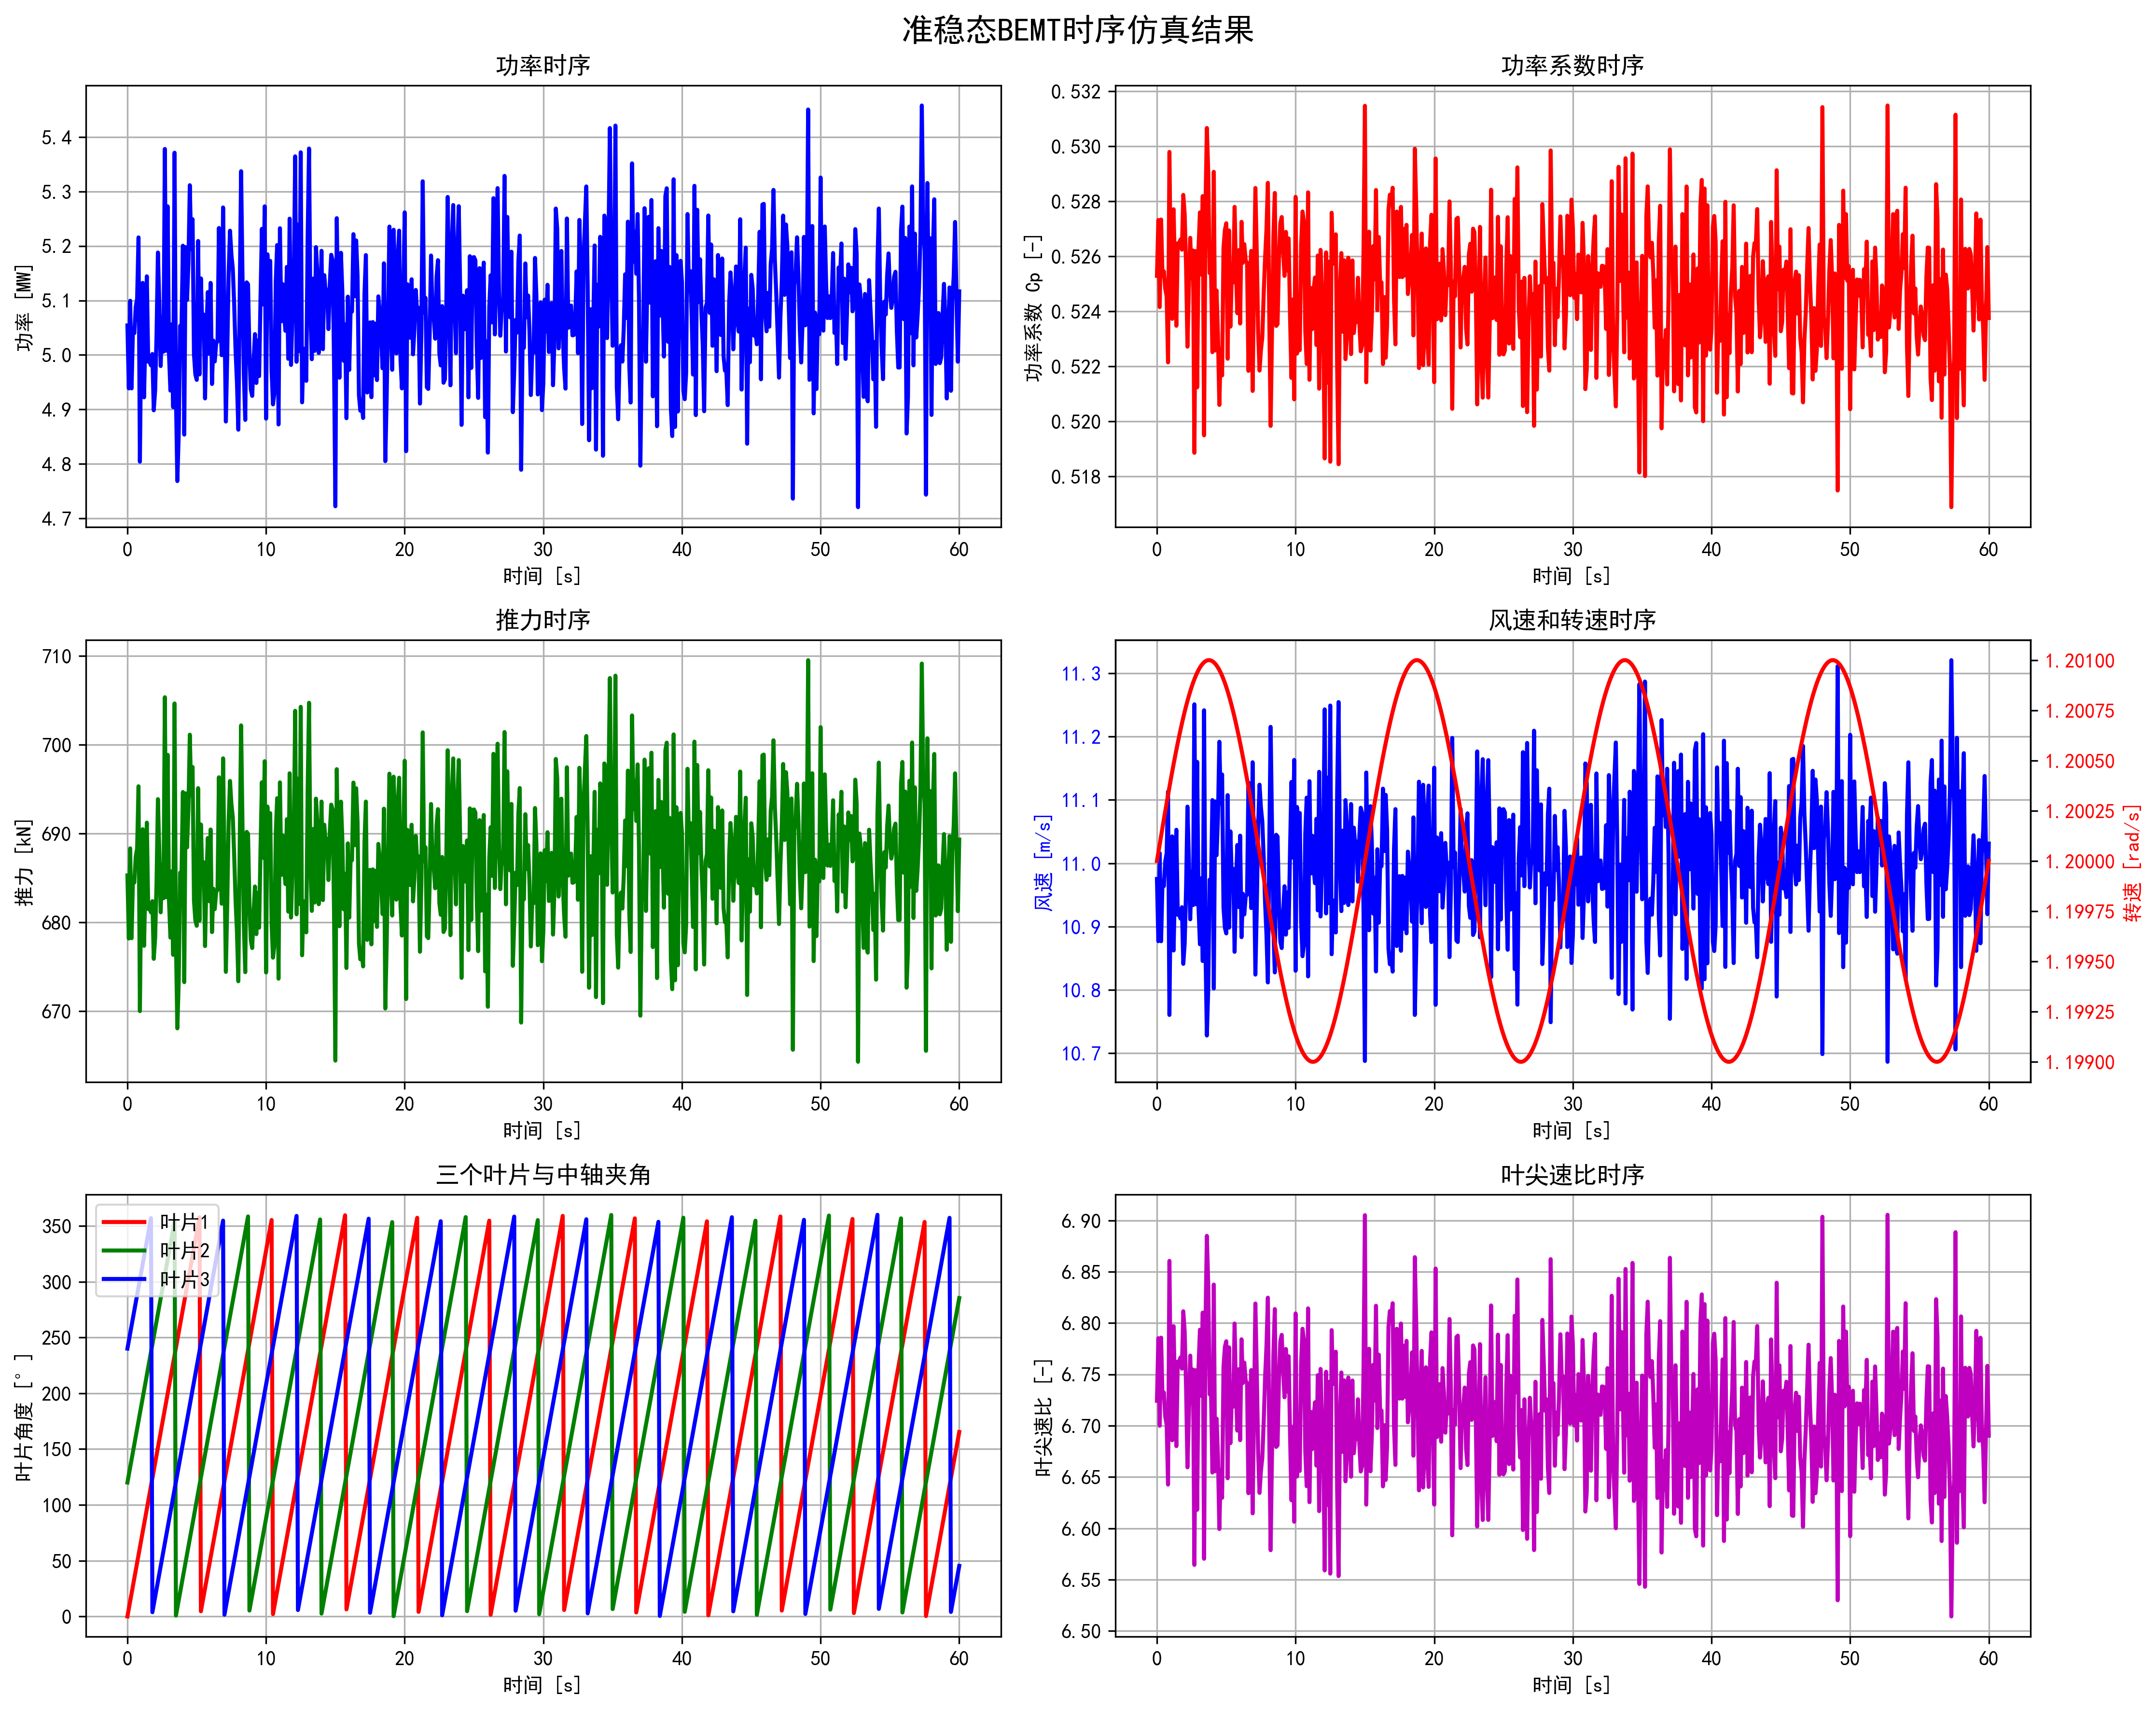 准稳态BEMT时序仿真结果
功率时序
功率 [MW]
5.4
5.3
5.2
5.1
5.0
4.9
4.8
4.7
0 10 20 30 40 50 60
时间 [s]
功率系数时序
功率系数 Cp [-]
0.532
0.530
0.528
0.526
0.524
0.522
0.520
0.518
0 10 20 30 40 50 60
时间 [s]
推力时序
推力 [kN]
710
700
690
680
670
0 10 20 30 40 50 60
时间 [s]
风速和转速时序
风速 [m/s]
11.3
11.2
11.1
11.0
10.9
10.8
10.7
1.20100
1.20075
1.20050
1.20025
1.20000
1.19975
1.19950
1.19925
1.19900
转速 [rad/s]
0 10 20 30 40 50 60
时间 [s]
三个叶片与中轴夹角
叶片角度 [°]
350
300
250
200
150
100
50
0
叶片1
叶片2
叶片3
0 10 20 30 40 50 60
时间 [s]
叶尖速比时序
叶尖速比 [-]
6.90
6.85
6.80
6.75
6.70
6.65
6.60
6.55
6.50
0 10 20 30 40 50 60
时间 [s]